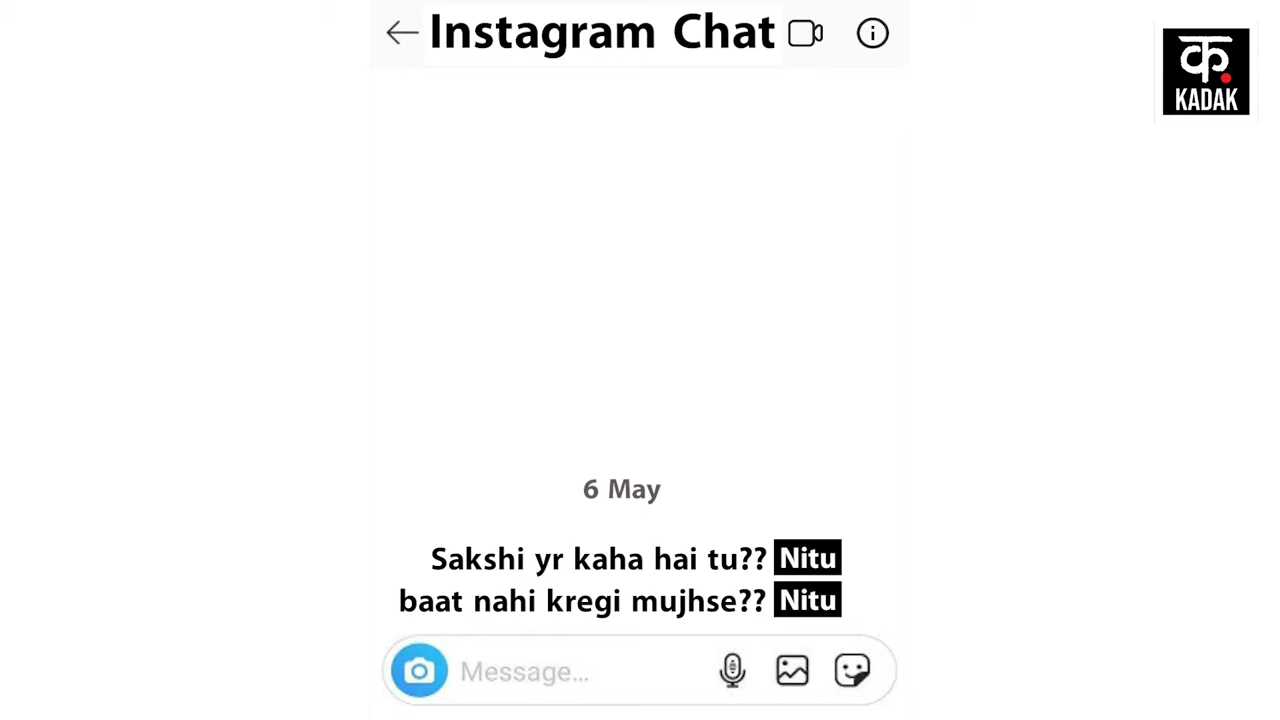 Instagram Chat
क.
KADAK
6 May
Sakshi yr kaha hai tu?? Nitu
baat nahi kregi mujhse?? Nitu
Message...